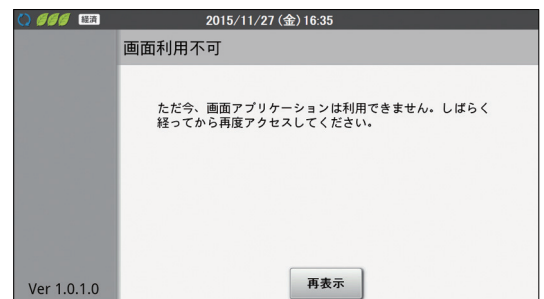 経済 2015/11/27 (金) 16:35
画面利用不可
ただ今、画面アプリケーションは利用できません。しばらく
経ってから再度アクセスしてください。
再表示
Ver 1.0.1.0